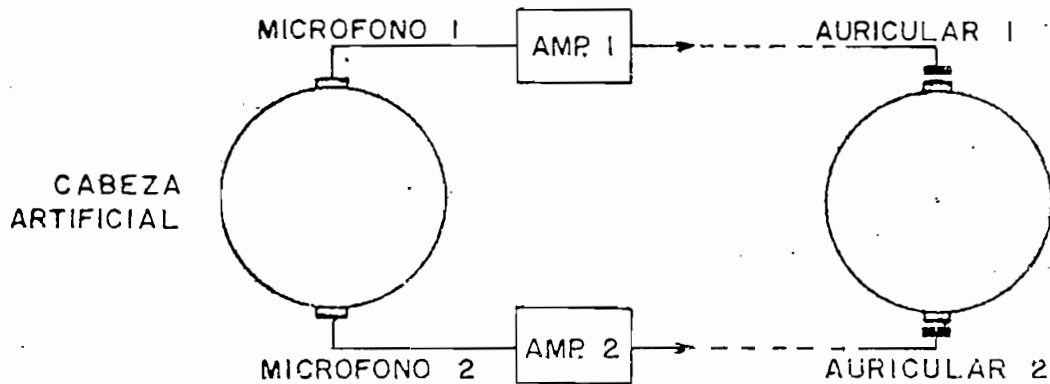 MICROFONO 1
AMP. 1
AURICULAR 1
CABEZA
ARTIFICIAL
MICROFONO 2
AMP. 2
AURICULAR 2